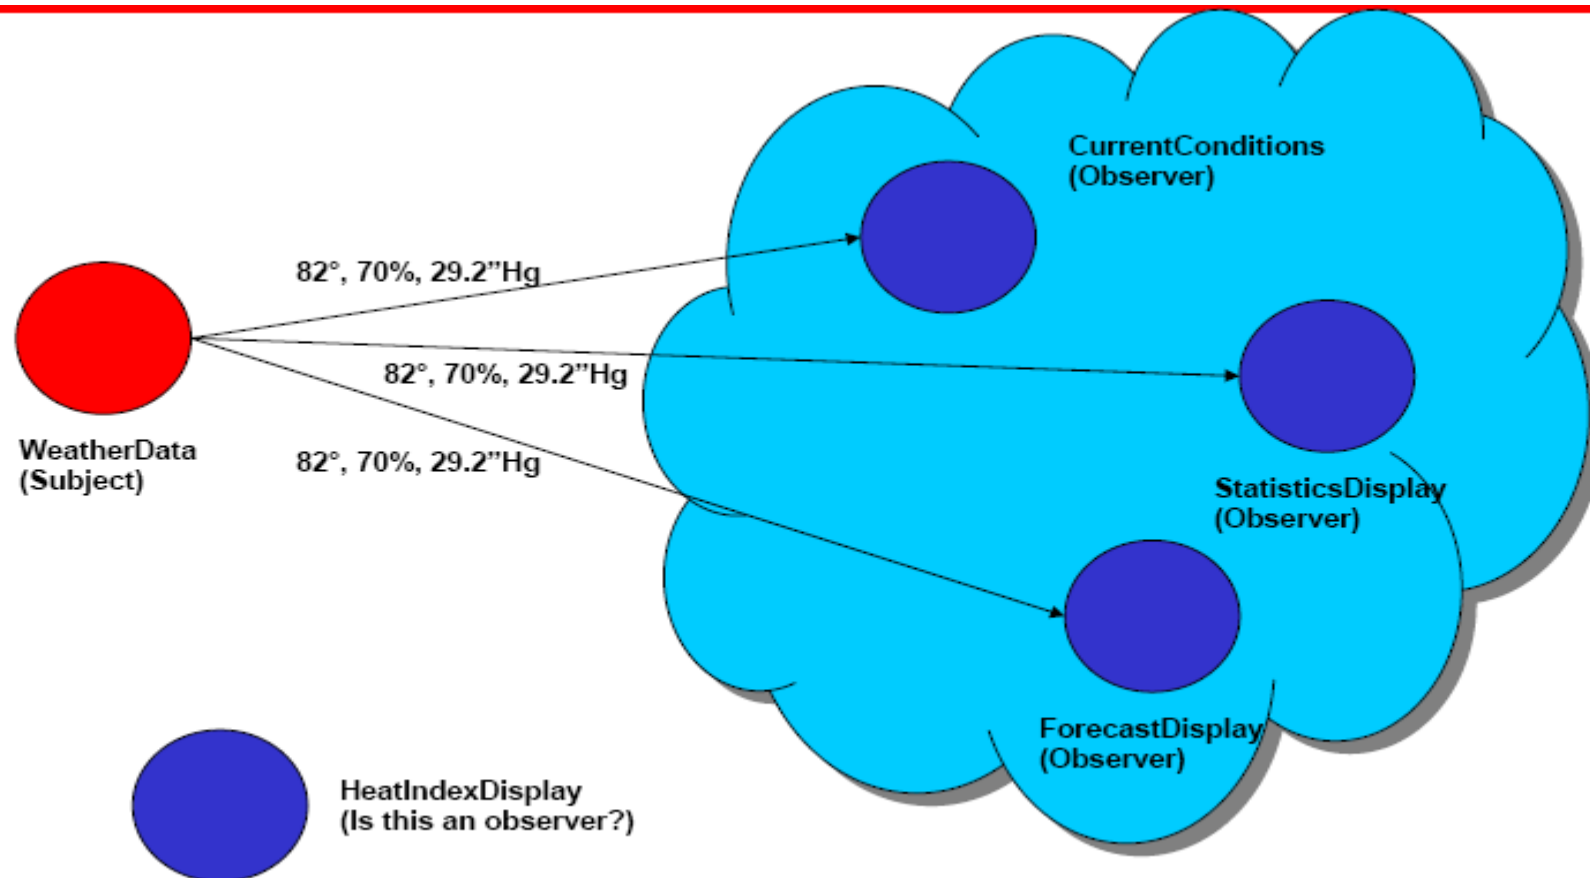 CurrentConditions
(Observer)
82°, 70%, 29.2”Hg
82°, 70%, 29.2”Hg
WeatherData
(Subject)
82°, 70%, 29.2”Hg
StatisticsDisplay
(Observer)
ForecastDisplay
(Observer)
HeatIndexDisplay
(Is this an observer?)